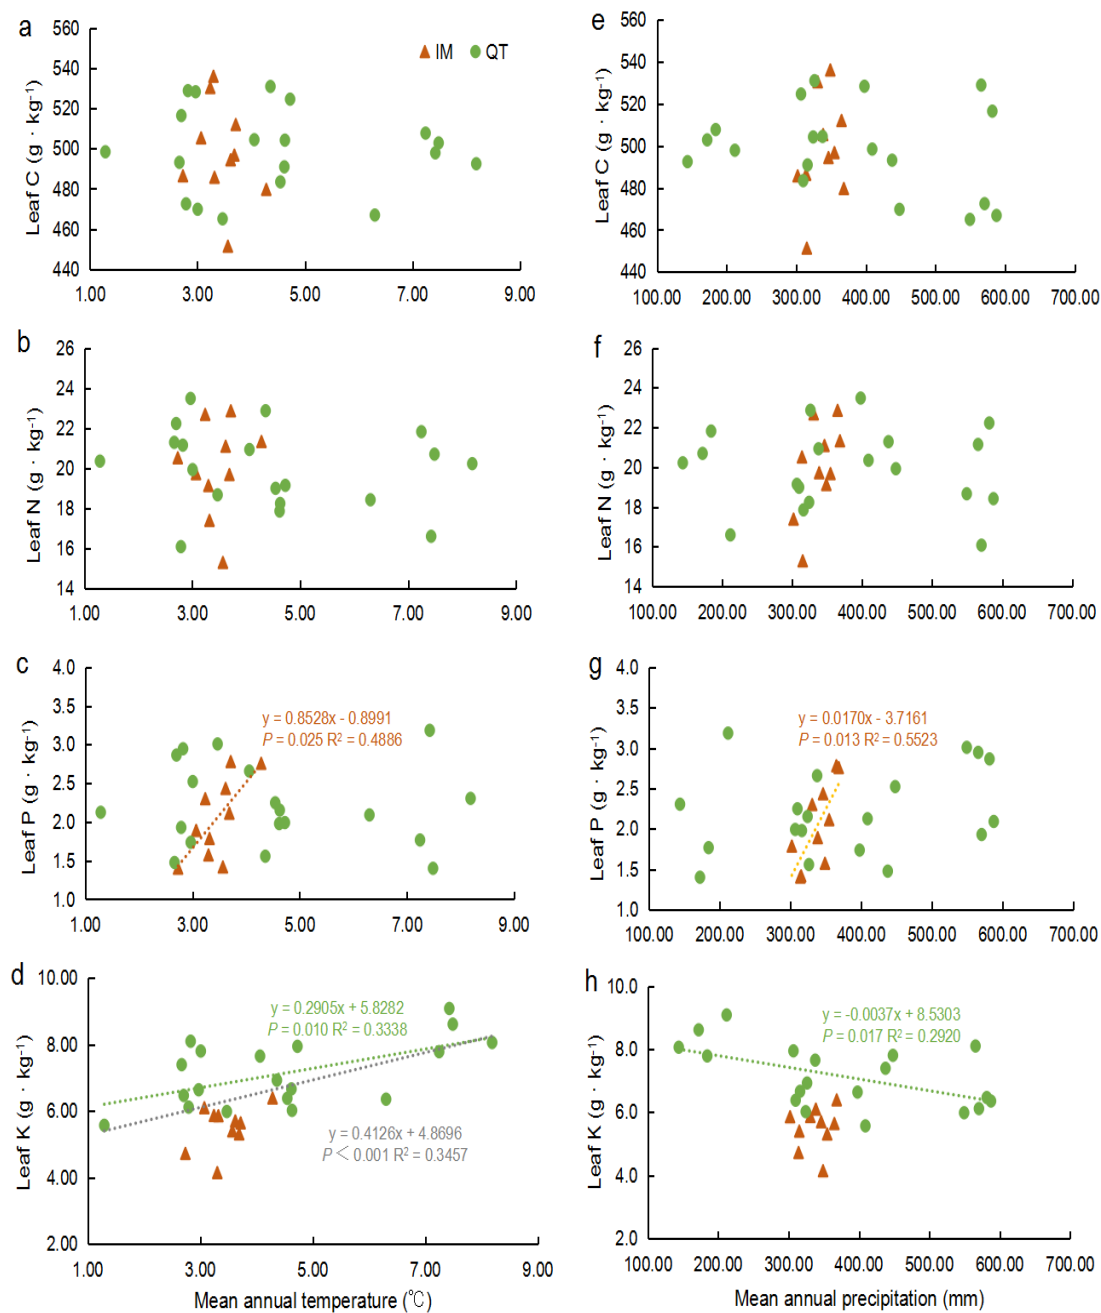 a
560
540
520
500
480
460
440
1.00 3.00 5.00 7.00 9.00
Leaf C (g · kg⁻¹)
IM QT
e
560
540
520
500
480
460
440
100.00 200.00 300.00 400.00 500.00 600.00 700.00
Leaf C (g · kg⁻¹)
b
26
24
22
20
18
16
14
1.00 3.00 5.00 7.00 9.00
Leaf N (g · kg⁻¹)
f
26
24
22
20
18
16
14
100.00 200.00 300.00 400.00 500.00 600.00 700.00
Leaf N (g · kg⁻¹)
c
4.0
3.5
3.0
2.5
2.0
1.5
1.0
1.00 3.00 5.00 7.00 9.00
Leaf P (g · kg⁻¹)
y = 0.8528x - 0.8991
P = 0.025 R² = 0.4886
g
4.0
3.5
3.0
2.5
2.0
1.5
1.0
100.00 200.00 300.00 400.00 500.00 600.00 700.00
Leaf P (g · kg⁻¹)
y = 0.0170x - 3.7161
P = 0.013 R² = 0.5523
d
10.00
8.00
6.00
4.00
2.00
1.00 3.00 5.00 7.00 9.00
Leaf K (g · kg⁻¹)
y = 0.2905x + 5.8282
P = 0.010 R² = 0.3338
y = 0.4126x + 4.8696
P < 0.001 R² = 0.3457
Mean annual temperature (℃)
h
10.0
8.0
6.0
4.0
2.0
100.00 200.00 300.00 400.00 500.00 600.00 700.00
Leaf K (g · kg⁻¹)
y = -0.0037x + 8.5303
P = 0.017 R² = 0.2920
Mean annual precipitation (mm)